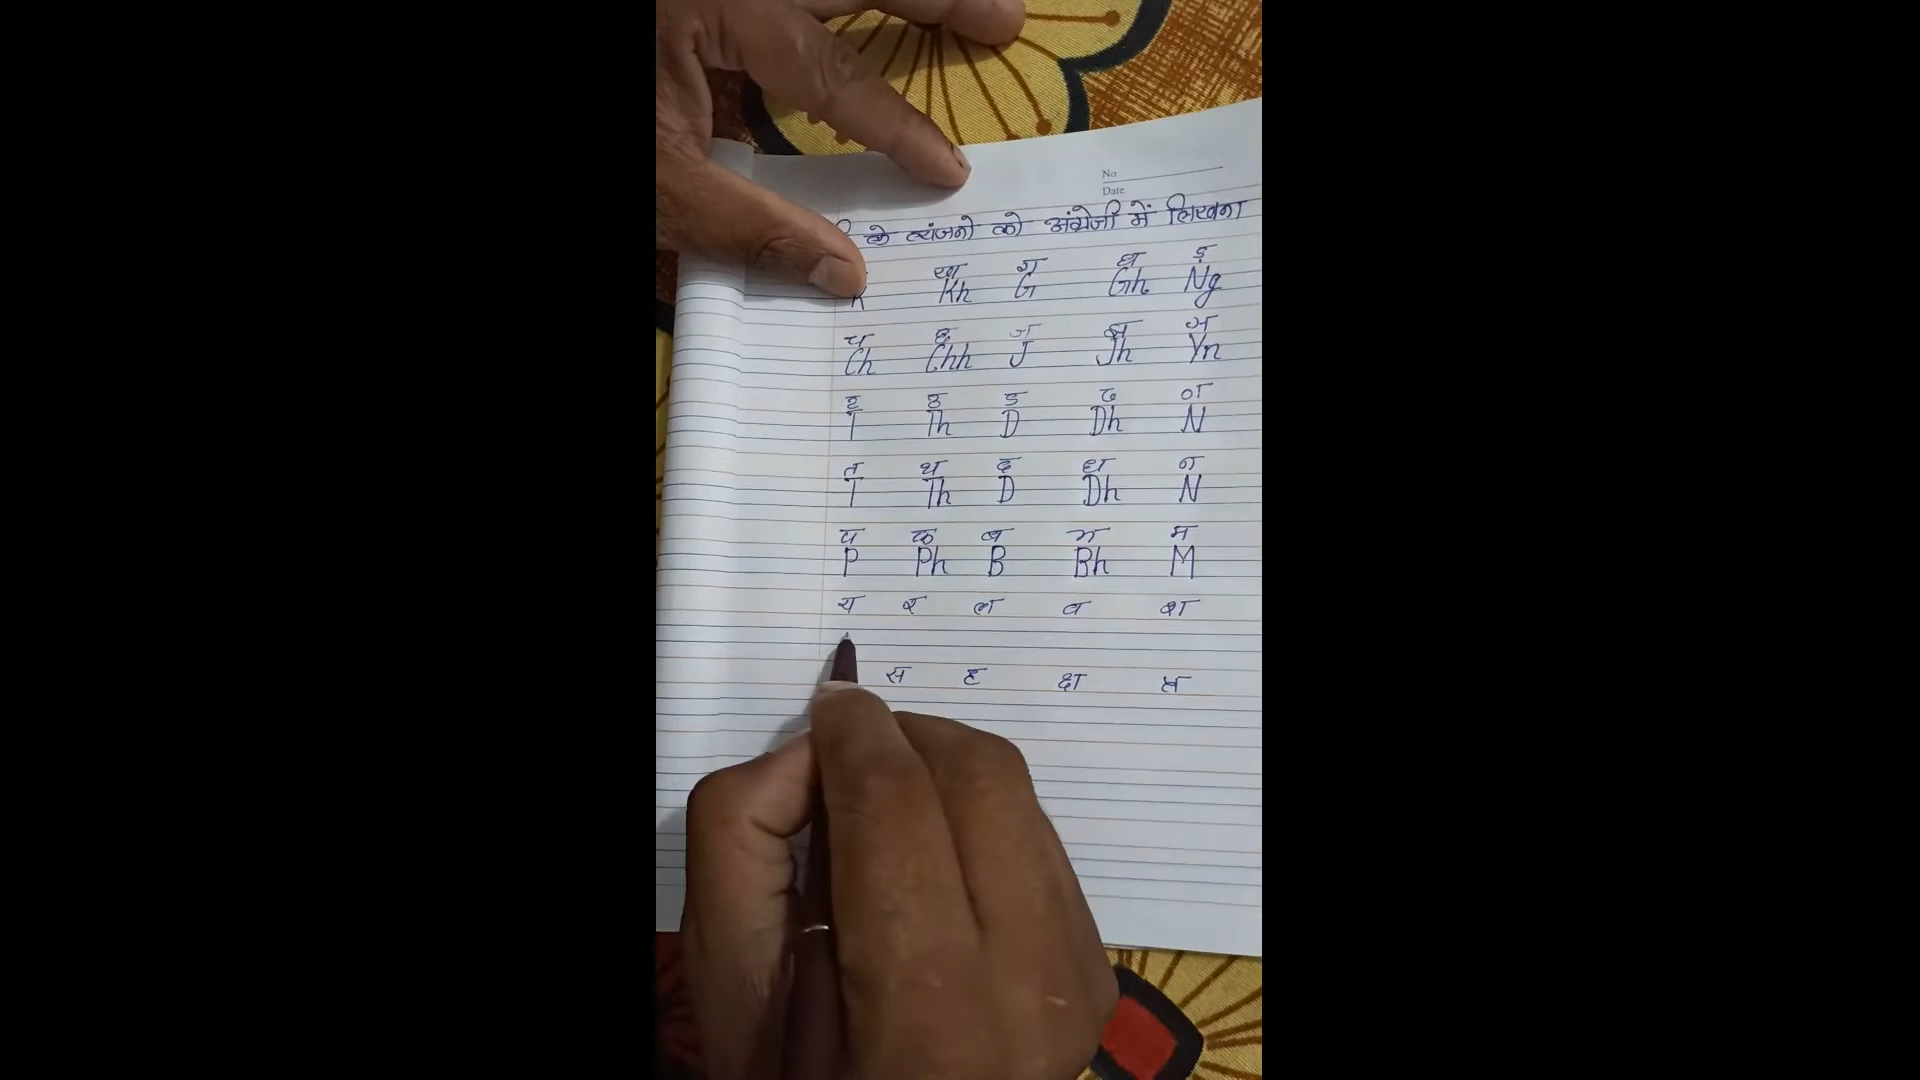 No
Date
के व्यंजनो को अंग्रेजी में लिखना
ख ग घ ङ
K Kh G Gh Ng
च छ ज झ ञ
Ch Chh J Jh Yn
ट ठ ड ढ ण
T Th D Dh N
त थ द ध न
T Th D Dh N
प फ ब भ म
P Ph B Bh M
य र ल व श
स ह क्ष त्र